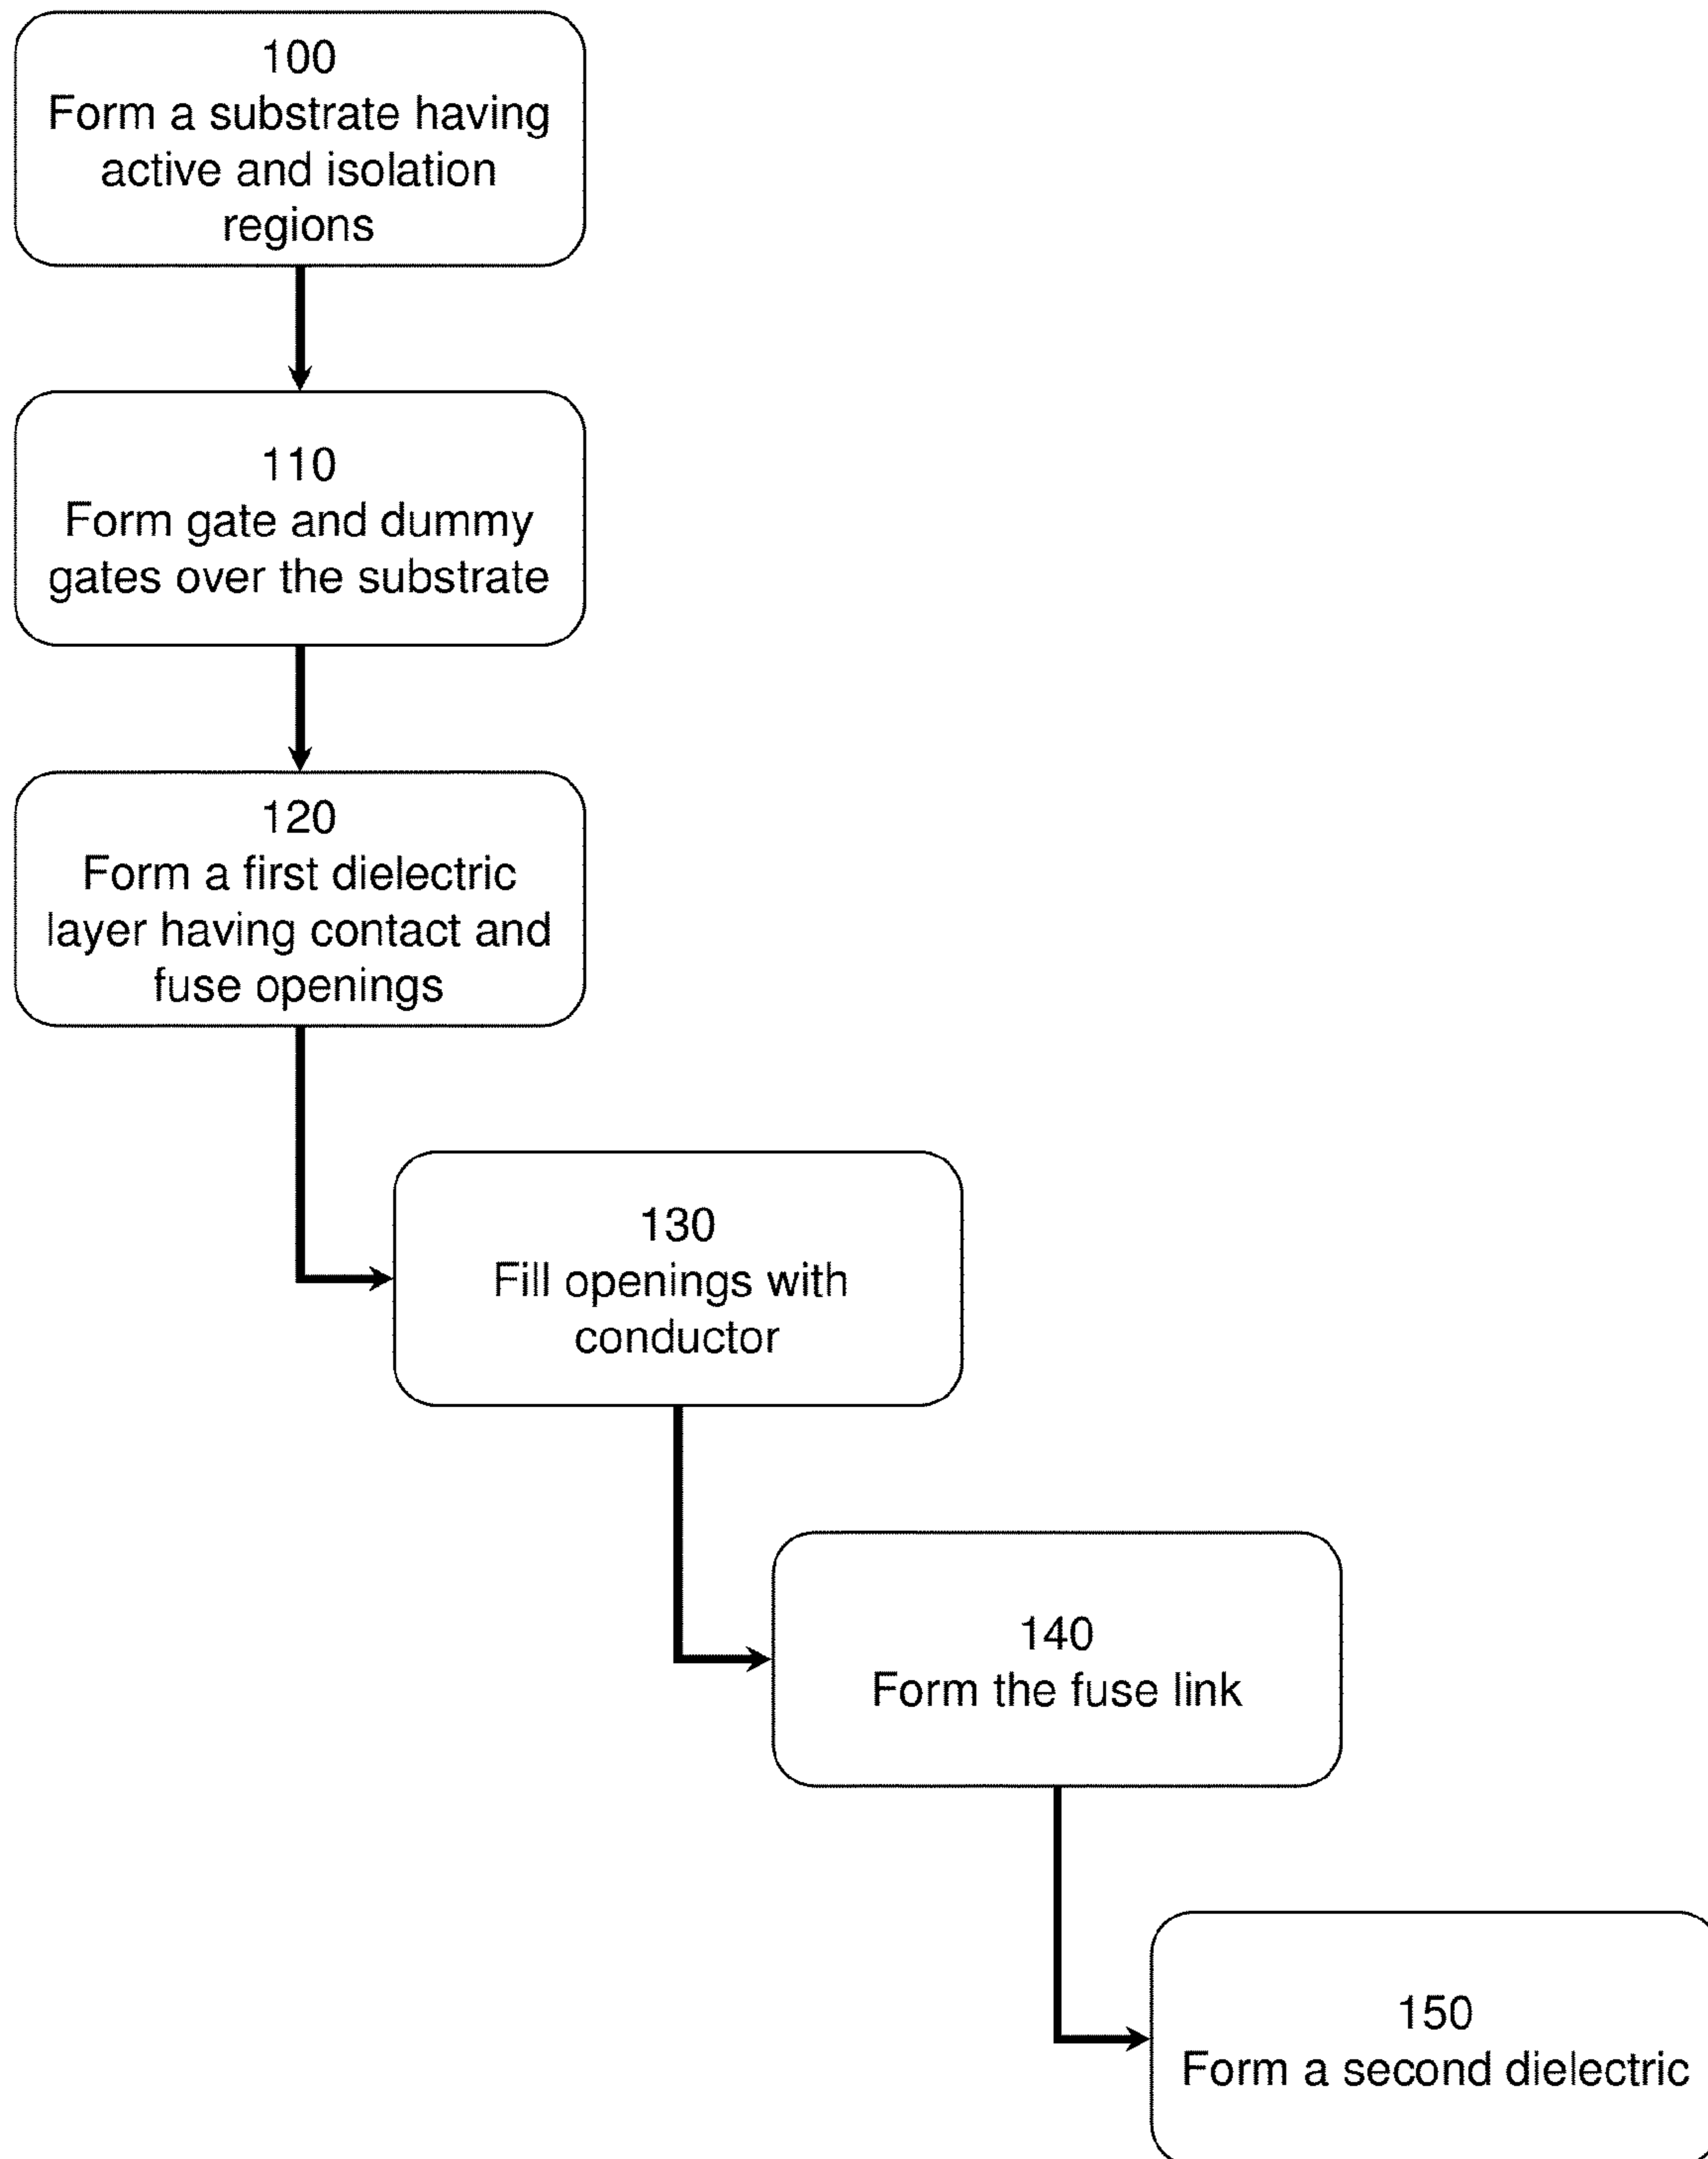 100
Form a substrate having
active and isolation
regions
110
Form gate and dummy
gates over the substrate
120
Form a first dielectric
layer having contact and
fuse openings
130
Fill openings with
conductor
140
Form the fuse link
150
Form a second dielectric